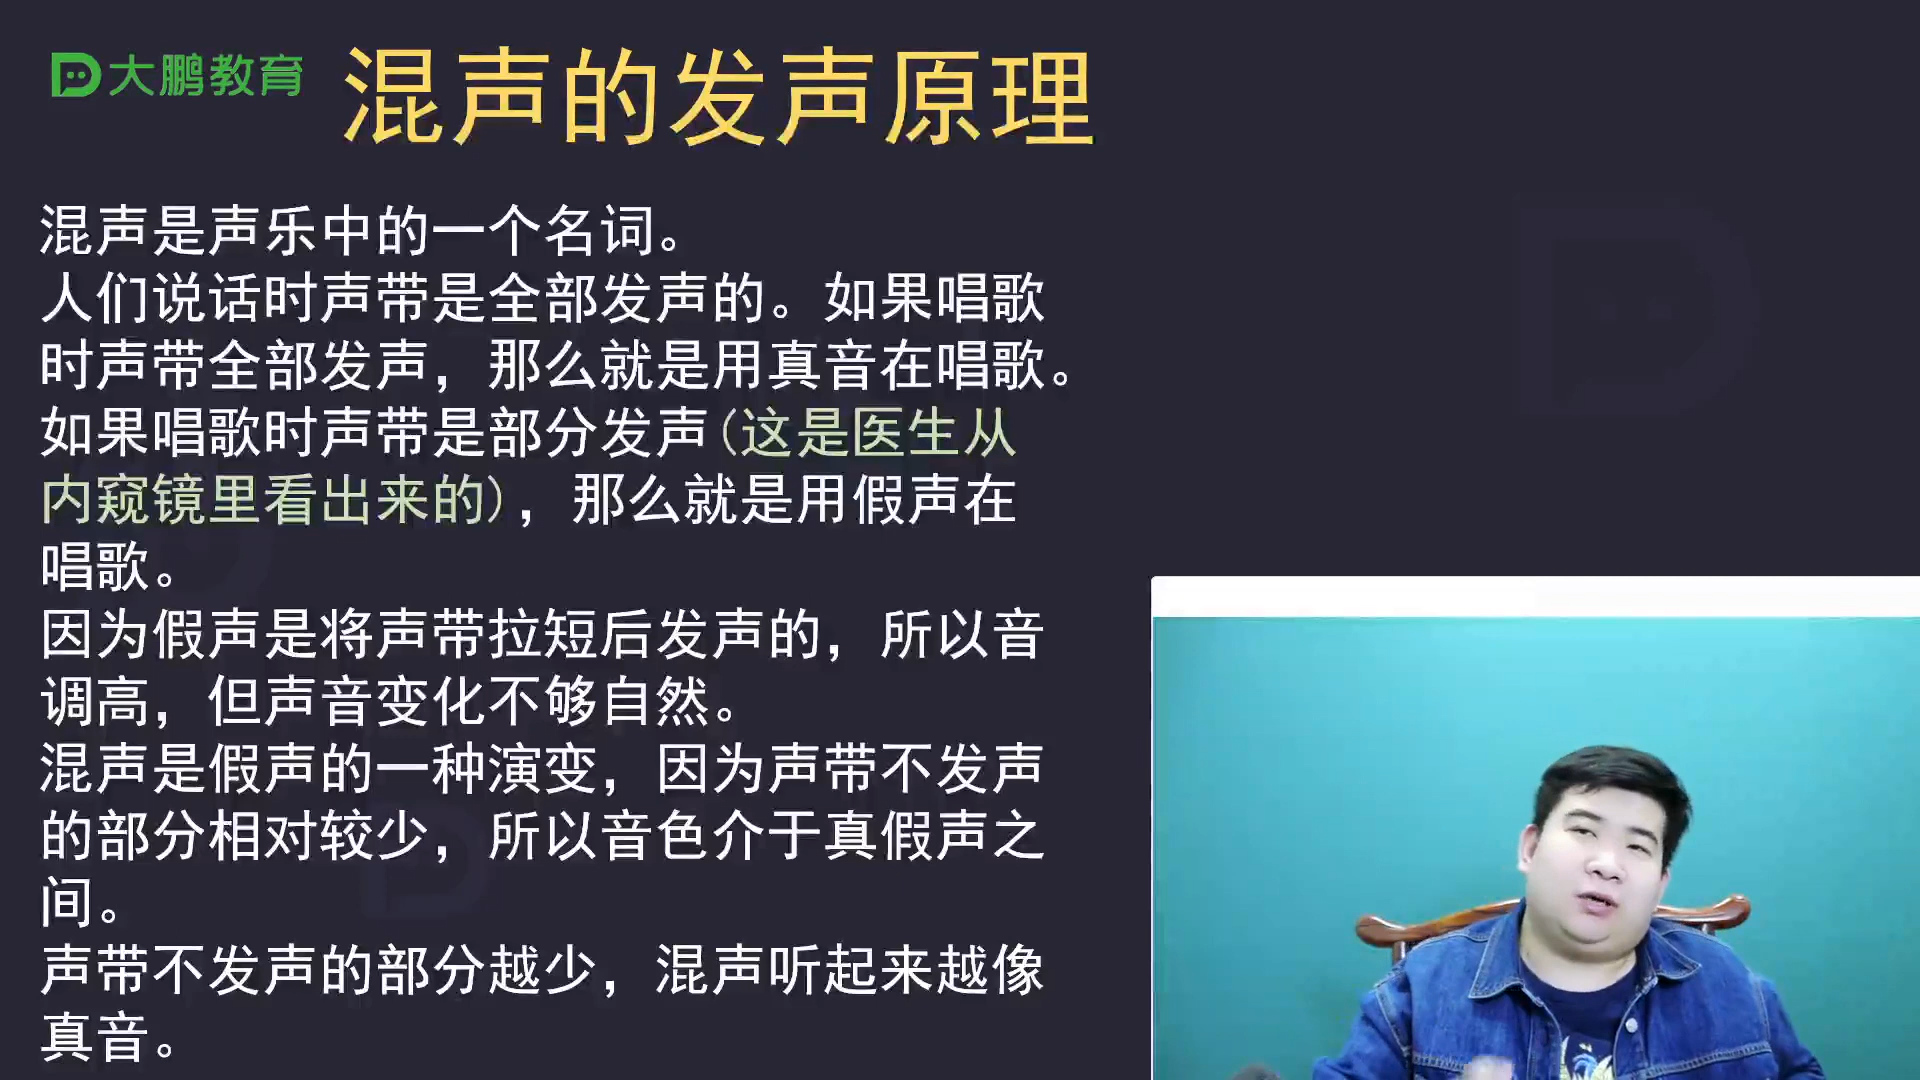 大鹏教育
混声的发声原理
混声是声乐中的一个名词。
人们说话时声带是全部发声的。如果唱歌
时声带全部发声，那么就是用真音在唱歌。
如果唱歌时声带是部分发声(这是医生从
内窥镜里看出来的)，那么就是用假声在
唱歌。
因为假声是将声带拉短后发声的，所以音
调高，但声音变化不够自然。
混声是假声的一种演变，因为声带不发声
的部分相对较少，所以音色介于真假声之
间。
声带不发声的部分越少，混声听起来越像
真音。